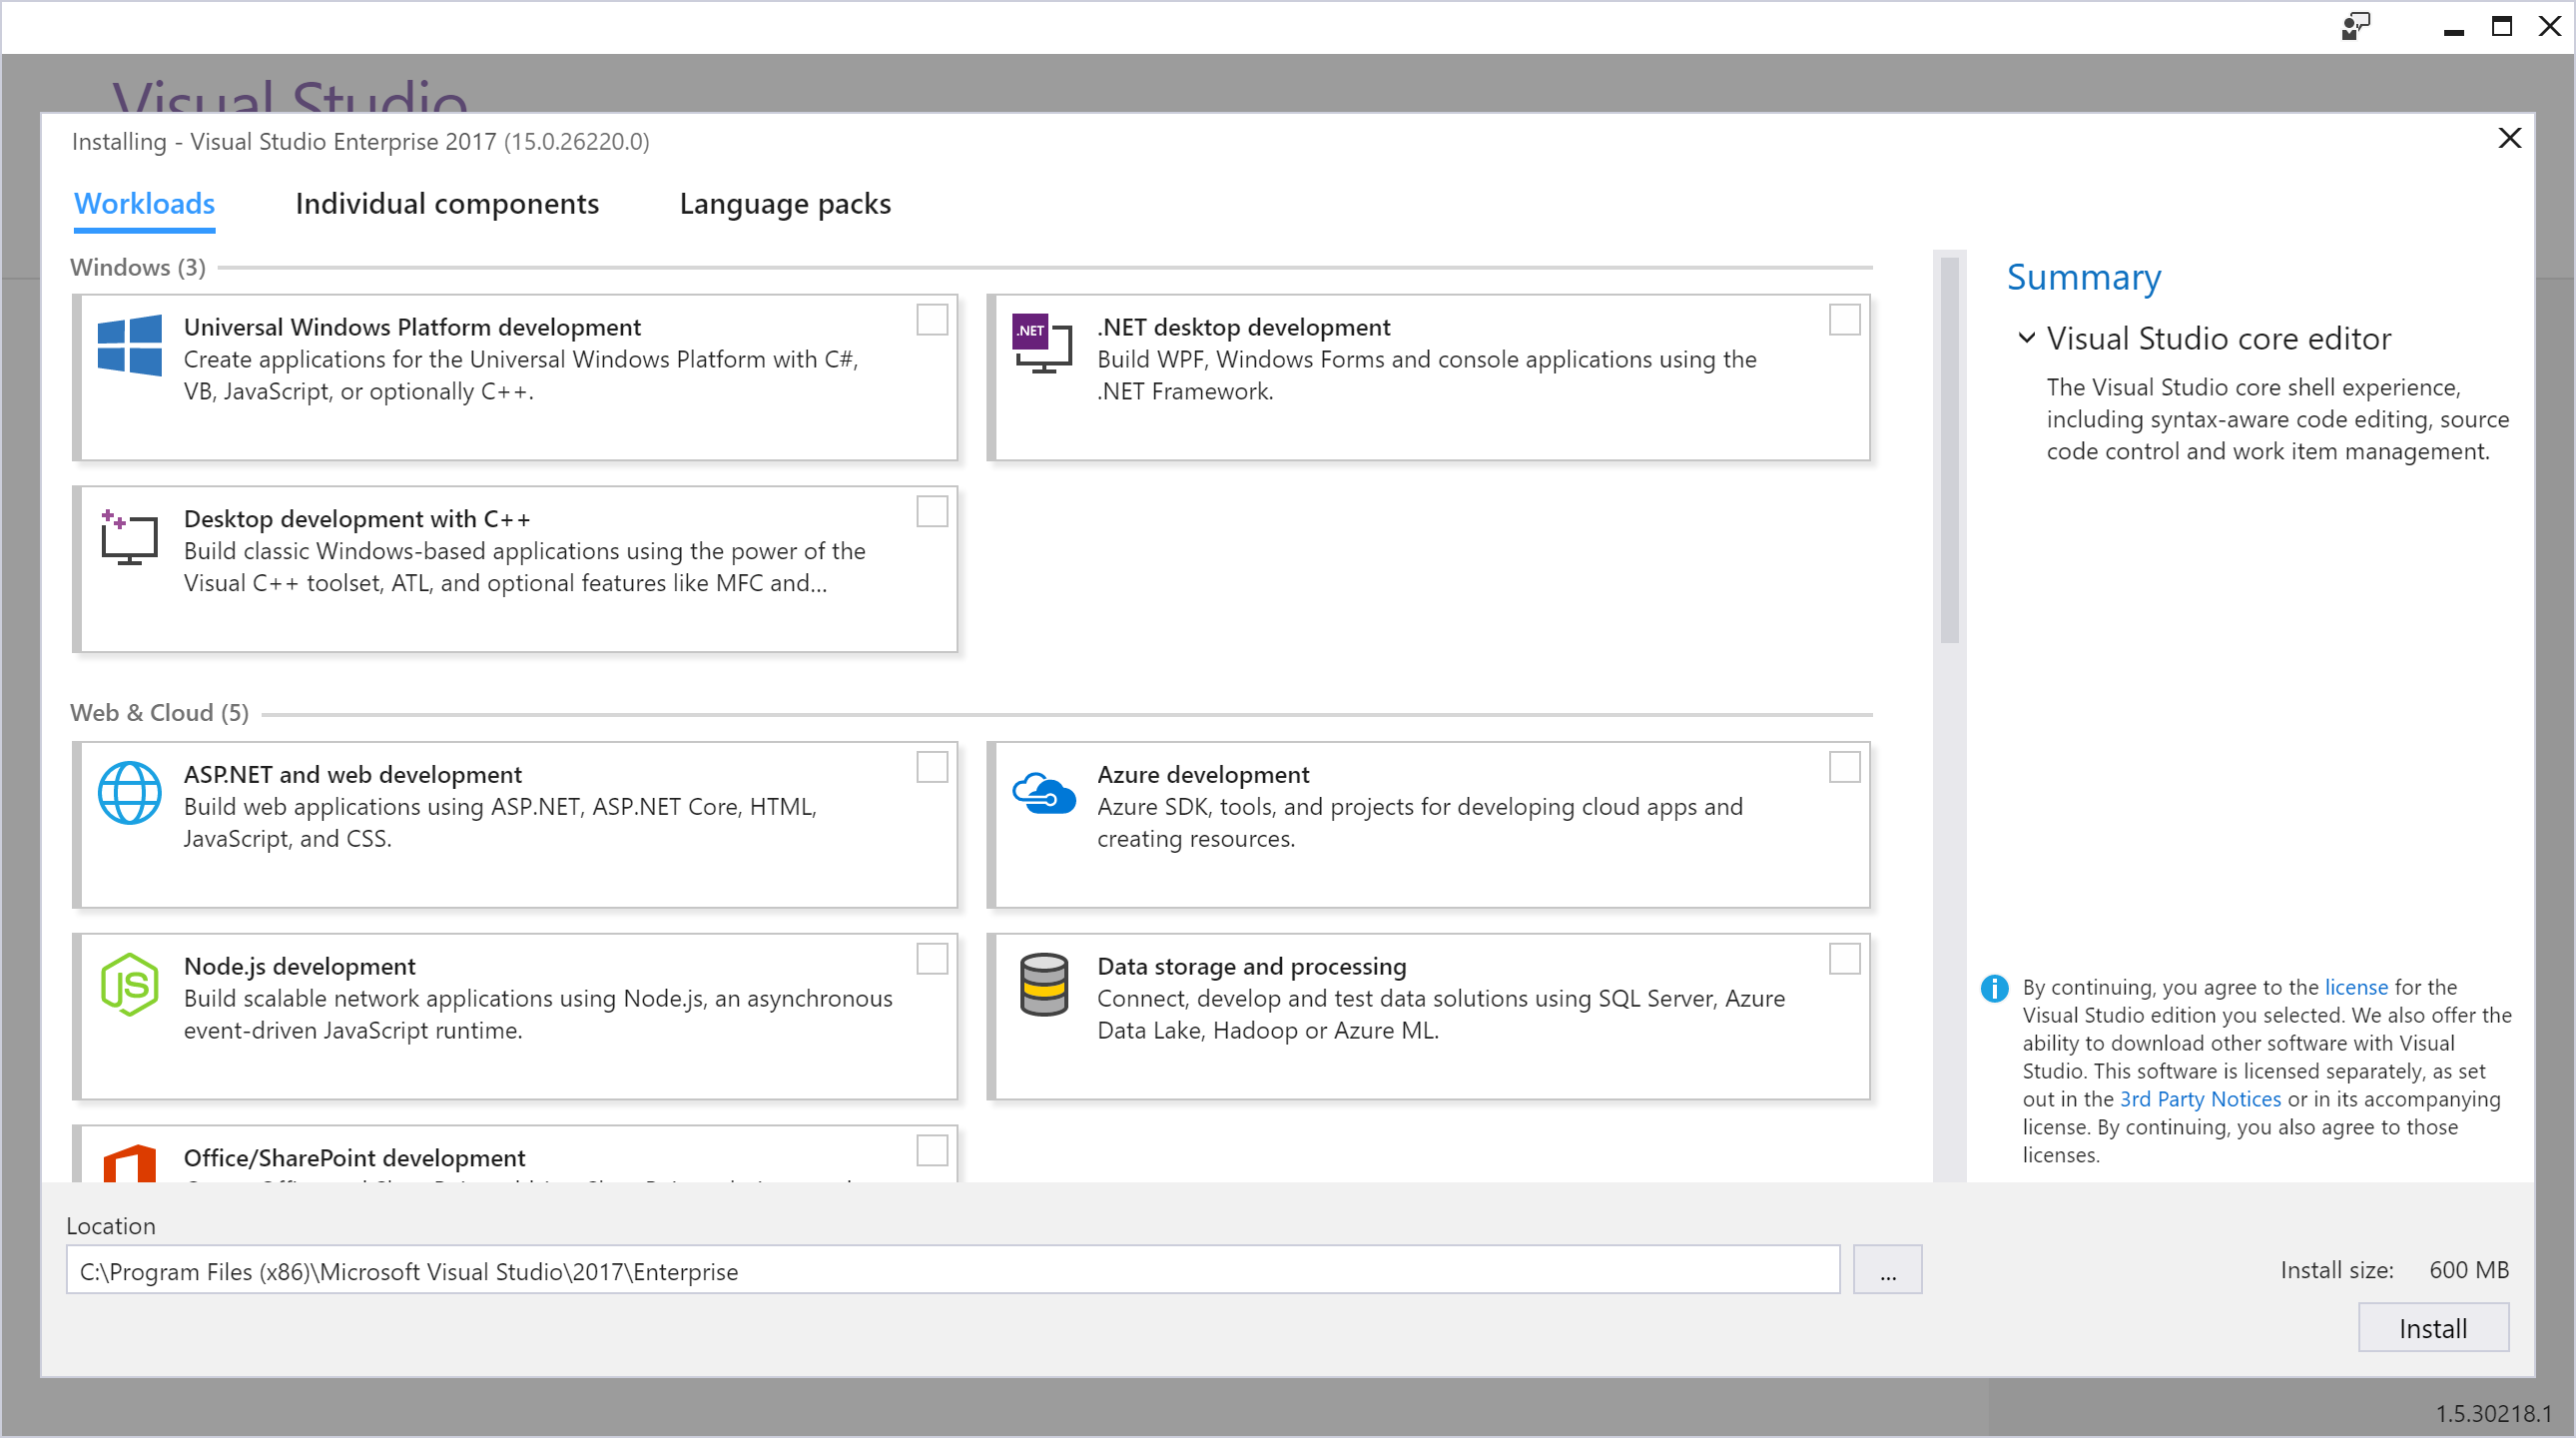 Visual Studio
Installing - Visual Studio Enterprise 2017 (15.0.26220.0)
Workloads
Individual components
Language packs
Windows (3)
Universal Windows Platform development
Create applications for the Universal Windows Platform with C#,
VB, JavaScript, or optionally C++.
.NET
.NET desktop development
Build WPF, Windows Forms and console applications using the
.NET Framework.
Desktop development with C++
Build classic Windows-based applications using the power of the
Visual C++ toolset, ATL, and optional features like MFC and...
Web & Cloud (5)
ASP.NET and web development
Build web applications using ASP.NET, ASP.NET Core, HTML,
JavaScript, and CSS.
Azure development
Azure SDK, tools, and projects for developing cloud apps and
creating resources.
JS
Node.js development
Build scalable network applications using Node.js, an asynchronous
event-driven JavaScript runtime.
Data storage and processing
Connect, develop and test data solutions using SQL Server, Azure
Data Lake, Hadoop or Azure ML.
Office/SharePoint development
Summary
Visual Studio core editor
The Visual Studio core shell experience,
including syntax-aware code editing, source
code control and work item management.
By continuing, you agree to the license for the
Visual Studio edition you selected. We also offer the
ability to download other software with Visual
Studio. This software is licensed separately, as set
out in the 3rd Party Notices or in its accompanying
license. By continuing, you also agree to those
licenses.
Location
C:\Program Files (x86)\Microsoft Visual Studio\2017\Enterprise
...
Install size: 600 MB
Install
1.5.30218.1